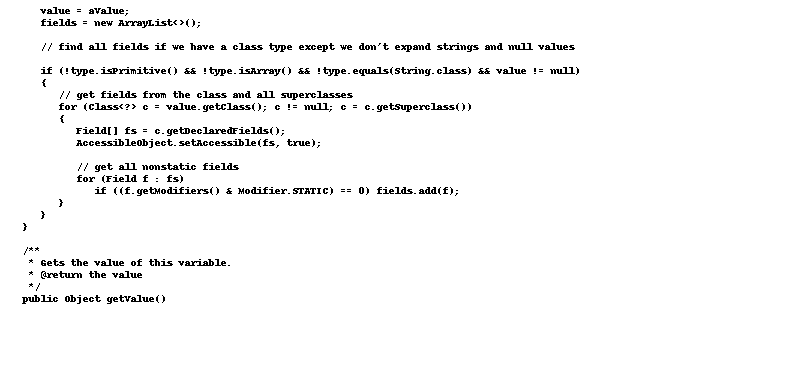 value = aValue;
fields = new ArrayList<>();
// find all fields if we have a class type except we don't expand strings and null values
if (!type.isPrimitive() && !type.isArray() && !type.equals(String.class) && value != null)
{
// get fields from the class and all superclasses
for (Class<?> c = value.getClass(); c != null; c = c.getSuperclass())
{
Field[] fs = c.getDeclaredFields();
AccessibleObject.setAccessible(fs, true);
// get all nonstatic fields
for (Field f : fs)
if ((f.getModifiers() & Modifier.STATIC) == 0) fields.add(f);
}
}
}
/**
* Gets the value of this variable.
* @return the value
*/
public Object getValue()